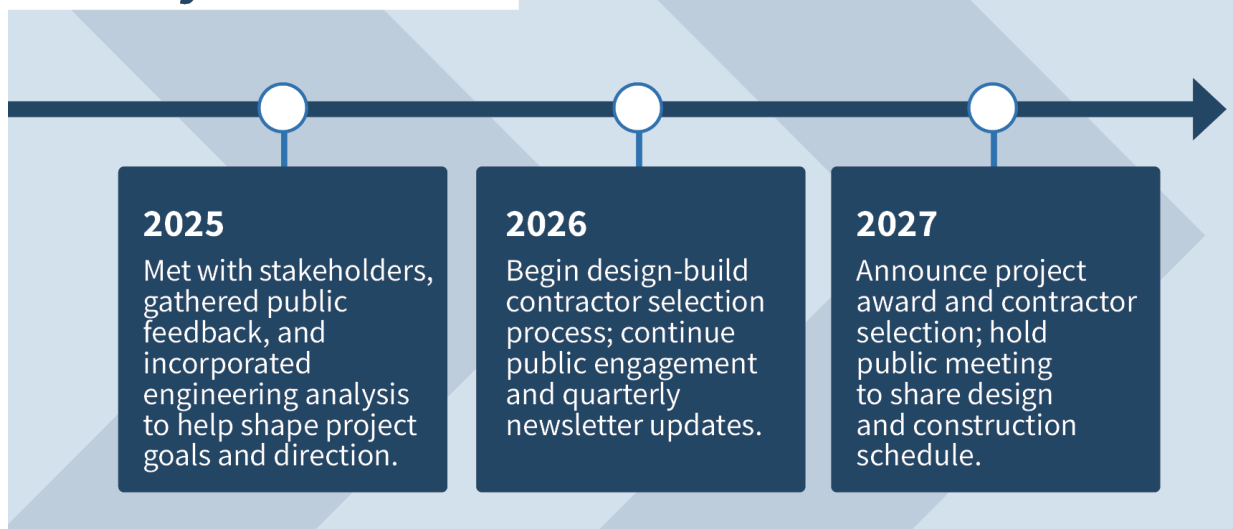 2025
Met with stakeholders,
gathered public
feedback, and
incorporated
engineering analysis
to help shape project
goals and direction.
2026
Begin design-build
contractor selection
process; continue
public engagement
and quarterly
newsletter updates.
2027
Announce project
award and contractor
selection; hold
public meeting
to share design
and construction
schedule.